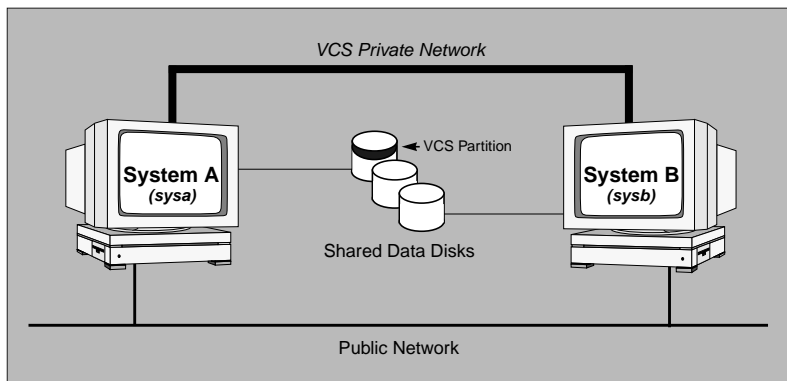 VCS Private Network
VCS Partition
System A
(sysa)
System B
(sysb)
Shared Data Disks
Public Network